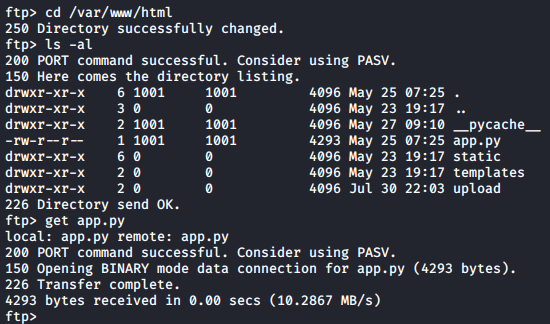 ftp> cd /var/www/html
250 Directory successfully changed.
ftp> ls -al
200 PORT command successful. Consider using PASV.
150 Here comes the directory listing.
drwxr-xr-x    6 1001     1001         4096 May 25 07:25 .
drwxr-xr-x    3 0        0            4096 May 23 19:17 ..
drwxr-xr-x    2 1001     1001         4096 May 27 09:10 __pycache__
-rw-r--r--    1 1001     1001         4293 May 25 07:25 app.py
drwxr-xr-x    6 0        0            4096 May 23 19:17 static
drwxr-xr-x    2 0        0            4096 May 23 19:17 templates
drwxr-xr-x    2 0        0            4096 Jul 30 22:03 upload
226 Directory send OK.
ftp> get app.py
local: app.py remote: app.py
200 PORT command successful. Consider using PASV.
150 Opening BINARY mode data connection for app.py (4293 bytes).
226 Transfer complete.
4293 bytes received in 0.00 secs (10.2867 MB/s)
ftp>